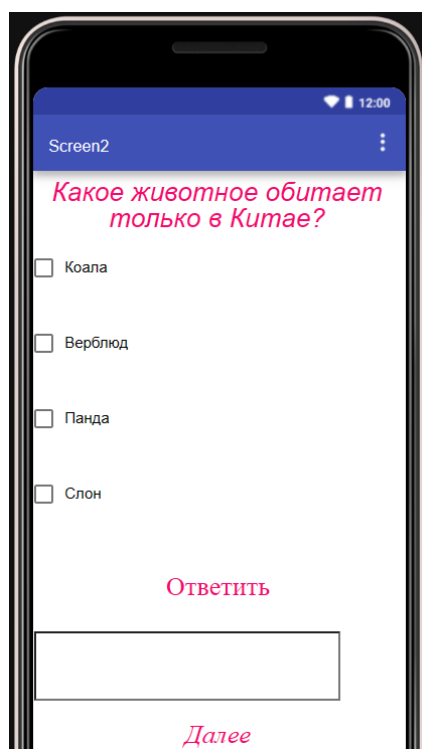 12:00
Screen2
Какое животное обитает
только в Китае?
Коала
Верблюд
Панда
Слон
Ответить
Далее